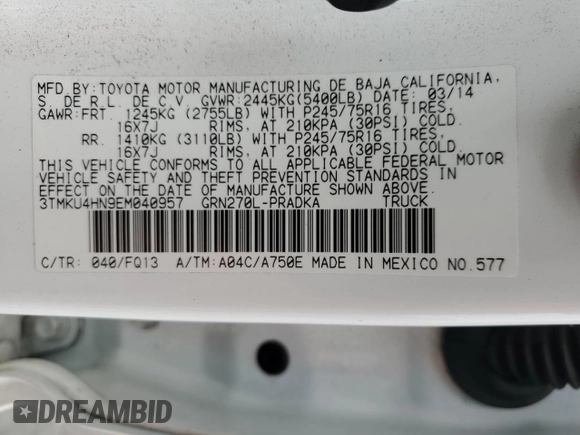 MFD BY: TOYOTA MOTOR MANUFACTURING DE BAJA CALIFORNIA,
S. DE R.L. DE C.V. GVWR: 2445KG(5400LB) DATE: 03/14
GAWR:FRT. 1245KG (2755LB) WITH P245/75R16 TIRES,
16X7J RIMS, AT 210KPA (30PSI) COLD.
RR. 1410KG (3110LB) WITH P245/75R16 TIRES,
16X7J RIMS, AT 210KPA (30PSI) COLD.
THIS VEHICLE CONFORMS TO ALL APPLICABLE FEDERAL MOTOR
VEHICLE SAFETY AND THEFT PREVENTION STANDARDS IN
EFFECT ON THE DATE OF MANUFACTURE SHOWN ABOVE.
3TMKU4HN9EM040957 GRN270L-PRADKA TRUCK
C/TR: 040/FQ13 A/TM:A04C/A750E MADE IN MEXICO NO.577
DREAMBID